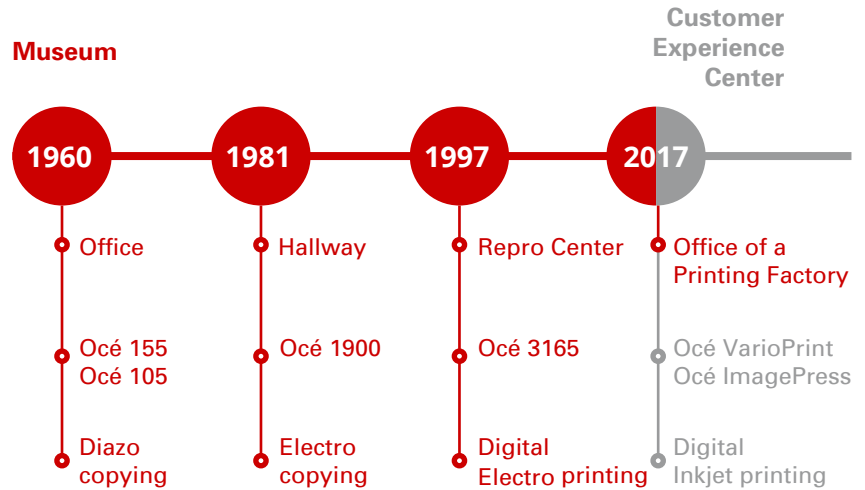 Museum
Customer
Experience
Center
1960
1981
1997
2017
Office
Hallway
Repro Center
Office of a
Printing Factory
Océ 155
Océ 105
Océ 1900
Océ 3165
Océ VarioPrint
Océ ImagePress
Diazo
copying
Electro
copying
Digital
Electro printing
Digital
Inkjet printing